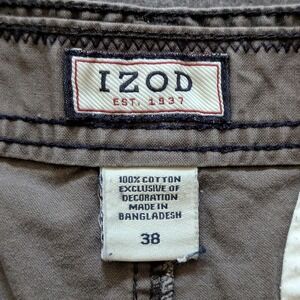 IZOD
EST. 1937
100% COTTON
EXCLUSIVE OF
DECORATION
MADE IN
BANGLADESH
38